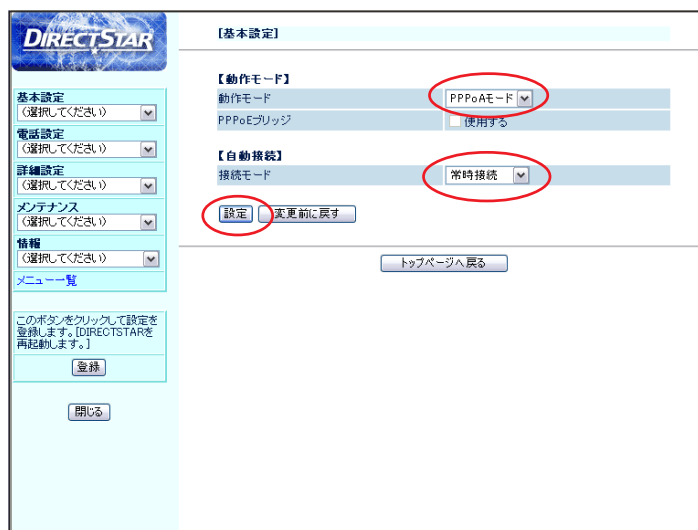 DIRECTSTAR
基本設定
(選択してください)
電話設定
(選択してください)
詳細設定
(選択してください)
メンテナンス
(選択してください)
情報
(選択してください)
メニュー一覧
このボタンをクリックして設定を
登録します。[DIRECTSTARを
再起動します。]
登録
閉じる
[基本設定]
【動作モード】
動作モード PPPoAモード
PPPoEブリッジ 使用する
【自動接続】
接続モード 常時接続
設定 変更前に戻す
トップページへ戻る